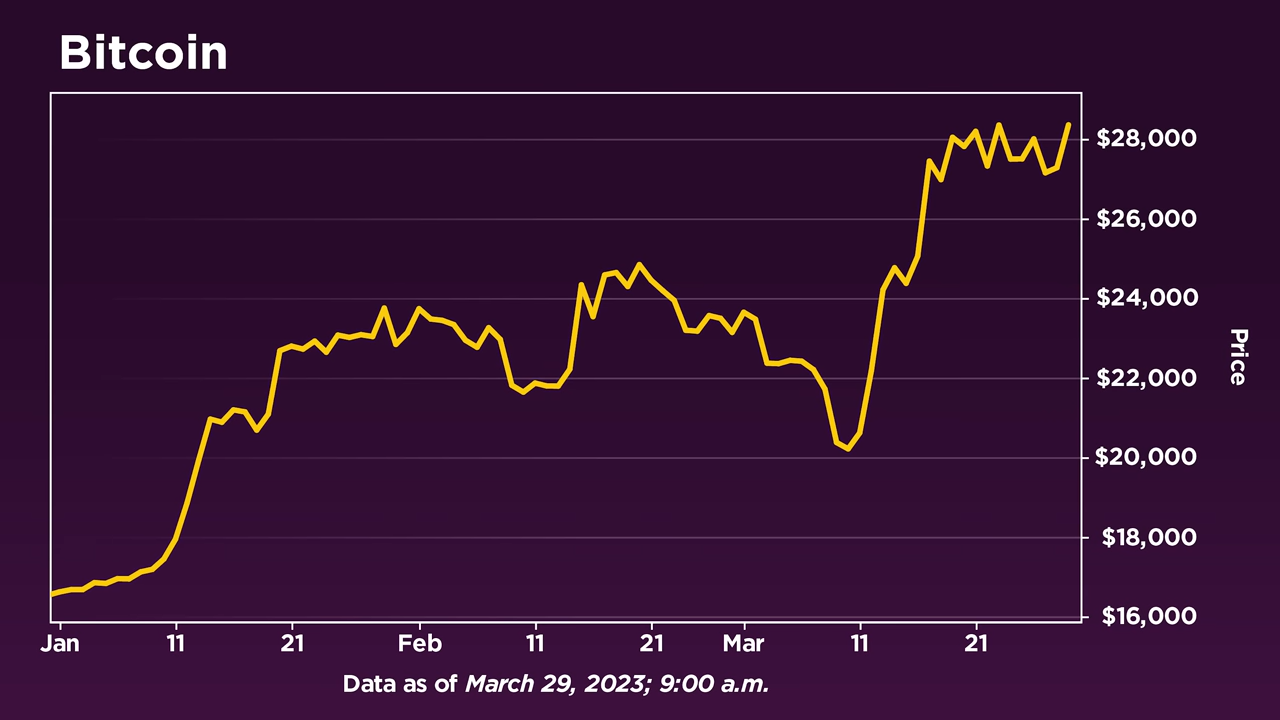 Bitcoin
$28,000
$26,000
$24,000
$22,000
$20,000
$18,000
$16,000
Price
Jan 11 21 Feb 11 21 Mar 11 21
Data as of March 29, 2023; 9:00 a.m.